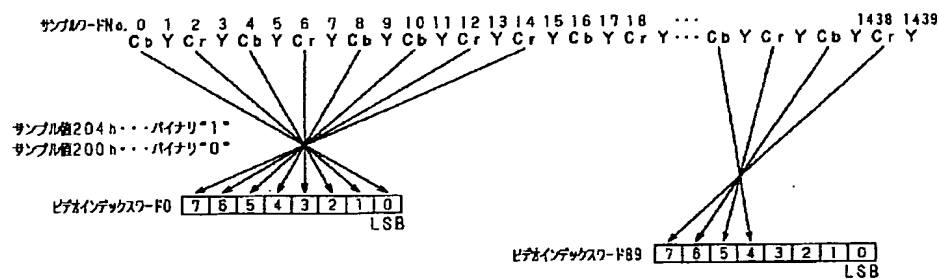 サンプルワードNo. 0 1 2 3 4 5 6 7 8 9 10 11 12 13 14 15 16 17 18 ··· 1438 1439
Cb Y Cr Y Cb Y Cr Y Cb Y Cb Y Cr Y Cr Y Cb Y Cr Y ··· Cb Y Cr Y Cb Y Cr Y
サンプル値204h···バイナリ"1"
サンプル値200h···バイナリ"0"
ビデオインデックスワード0 7 6 5 4 3 2 1 0
LSB
ビデオインデックスワード89 7 6 5 4 3 2 1 0
LSB